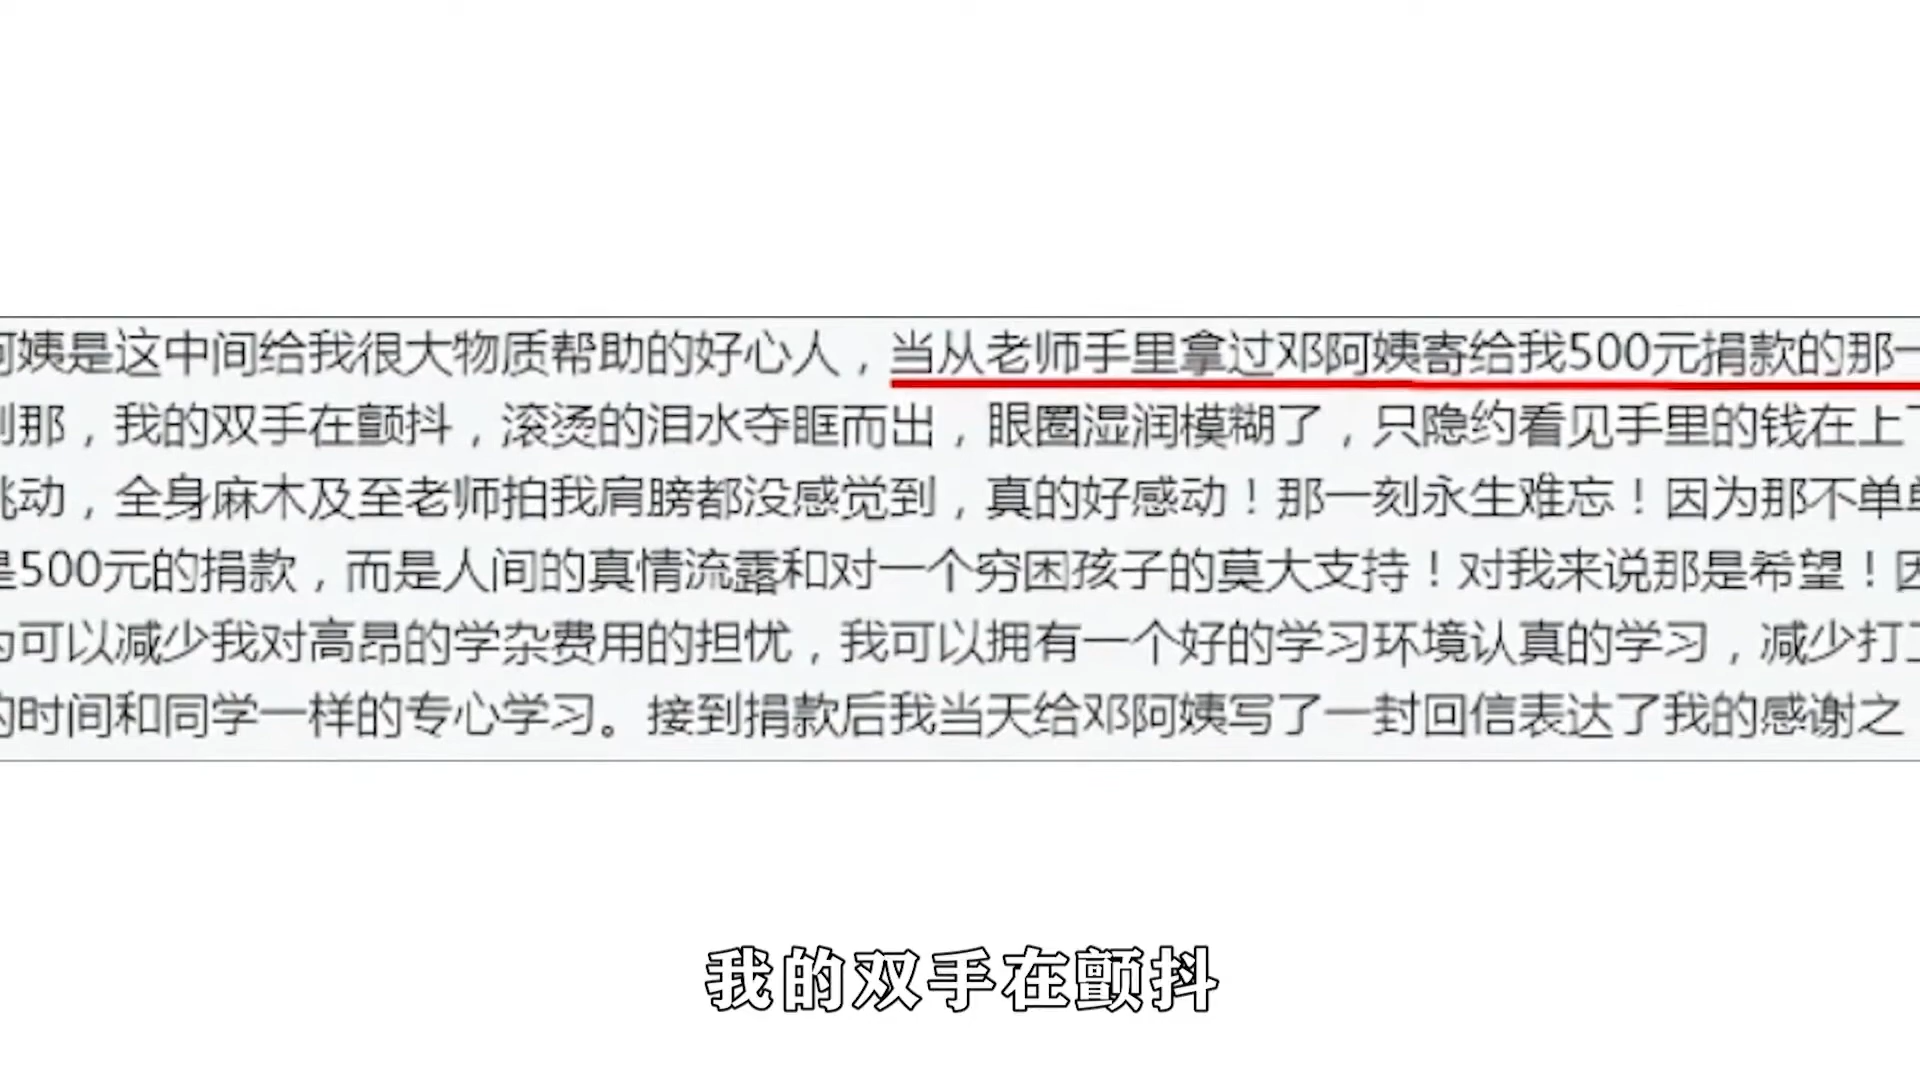 阿姨是这中间给我很大物质帮助的好心人，当从老师手里拿过邓阿姨寄给我500元捐款的那一
刹那，我的双手在颤抖，滚烫的泪水夺眶而出，眼圈湿润模糊了，只隐约看见手里的钱在上下
跳动，全身麻木及至老师拍我肩膀都没感觉到，真的好感动！那一刻永生难忘！因为那不单单
是500元的捐款，而是人间的真情流露和对一个穷困孩子的莫大支持！对我来说那是希望！因
为可以减少我对高昂的学杂费用的担忧，我可以拥有一个好的学习环境认真的学习，减少打工
的时间和同学一样的专心学习。接到捐款后我当天给邓阿姨写了一封回信表达了我的感谢之
我的双手在颤抖